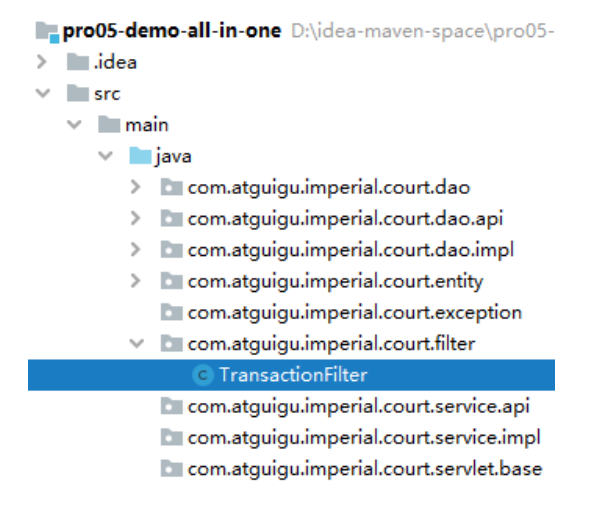 pro05-demo-all-in-one D:\idea-maven-space\pro05-
.idea
src
main
java
com.atguigu.imperial.court.dao
com.atguigu.imperial.court.dao.api
com.atguigu.imperial.court.dao.impl
com.atguigu.imperial.court.entity
com.atguigu.imperial.court.exception
com.atguigu.imperial.court.filter
C TransactionFilter
com.atguigu.imperial.court.service.api
com.atguigu.imperial.court.service.impl
com.atguigu.imperial.court.servlet.base